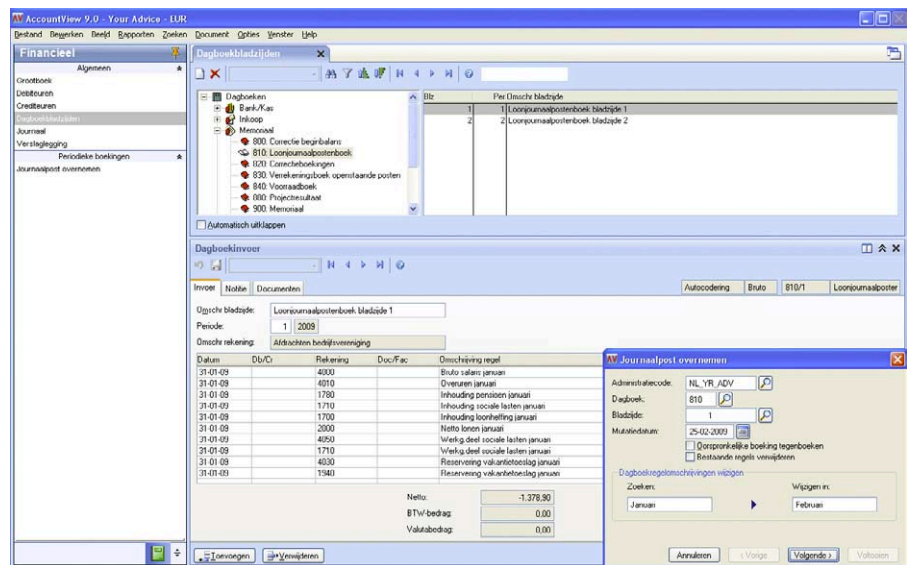 AccountView 9.0 - Your Advice - EUR
Bestand Bewerken Beeld Rapporten Zoeken Document Opties Venster Help
Financieel
Algemeen
Grootboek
Debiteuren
Crediteuren
Dagboekbladzijden
Journaal
Verslaglegging
Periodieke boekingen
Journaalpost overnemen
Dagboekbladzijden
Dagboeken
Bank/Kas
Inkoop
Memoriaal
800: Correctie beginbalans
810: Loonjournaalpostenboek
820: Correctieboekingen
830: Verrekeningsboek openstaande posten
840: Voorraadboek
880: Projectresultaat
900: Memoriaal
Blz Per Omschr bladzijde
1 1 Loonjournaalpostenboek bladzijde 1
2 2 Loonjournaalpostenboek bladzijde 2
Automatisch uitklappen
Dagboekinvoer
Invoer Notitie Documenten
Autocodering Bruto 810/1 Loonjournaalposter
Omschr bladzijde: Loonjournaalpostenboek bladzijde 1
Periode: 1 2009
Omschr rekening: Afdrachten bedrijfsvereniging
Datum Db/Cr Rekening Doc/Fac Omschrijving regel
31-01-09 4000 Bruto salaris januari
31-01-09 4010 Overuren januari
31-01-09 1780 Inhouding pensioen januari
31-01-09 1710 Inhouding sociale lasten januari
31-01-09 1700 Inhouding loonheffing januari
31-01-09 2000 Netto lonen januari
31-01-09 4050 Werkg.deel sociale lasten januari
31-01-09 1710 Werkg.deel sociale lasten januari
31-01-09 4030 Reservering vakantietoeslag januari
31-01-09 1940 Reservering vakantietoeslag januari
Netto: -1.378,90
BTW-bedrag: 0,00
Valutabedrag: 0,00
Toevoegen Verwijderen
Journaalpost overnemen
Administratiecode: NL_YR_ADV
Dagboek: 810
Bladzijde: 1
Mutatiedatum: 25-02-2009
Oorspronkelijke boeking tegenboeken
Bestaande regels verwijderen
Dagboekregelomschrijvingen wijzigen
Zoeken: Wijzigen in:
Januari Februari
Annuleren < Vorige Volgende > Voltooien